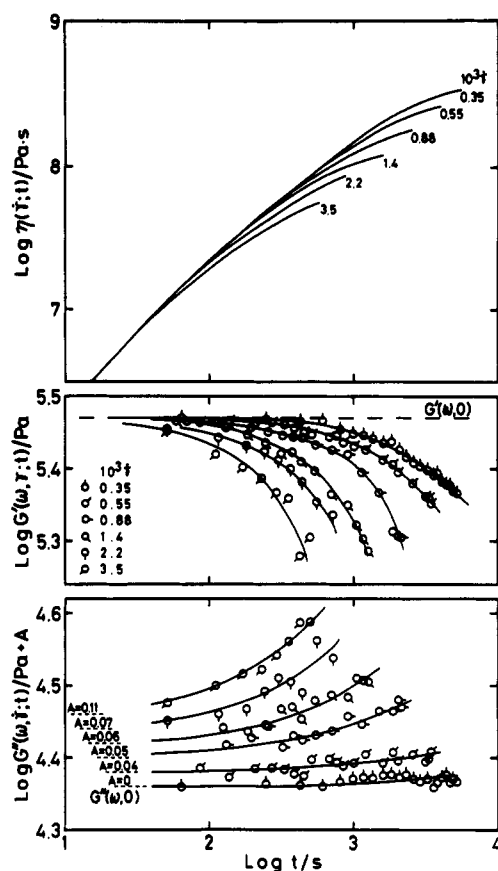 9
8
7
Log η(γ̇;t)/Pa·s
10³γ̇
0.35
0.55
0.88
1.4
2.2
3.5
5.5
5.4
5.3
Log G'(ω,γ̇;t)/Pa
G'(ω,0)
10³γ̇
0.35
0.55
0.88
1.4
2.2
3.5
4.6
4.5
4.4
4.3
Log G"(ω,γ̇;t)/Pa + A
A=0.11
A=0.07
A=0.06
A=0.05
A=0.04
A=0
G"(ω,0)
1 2 3 4
Log t/s